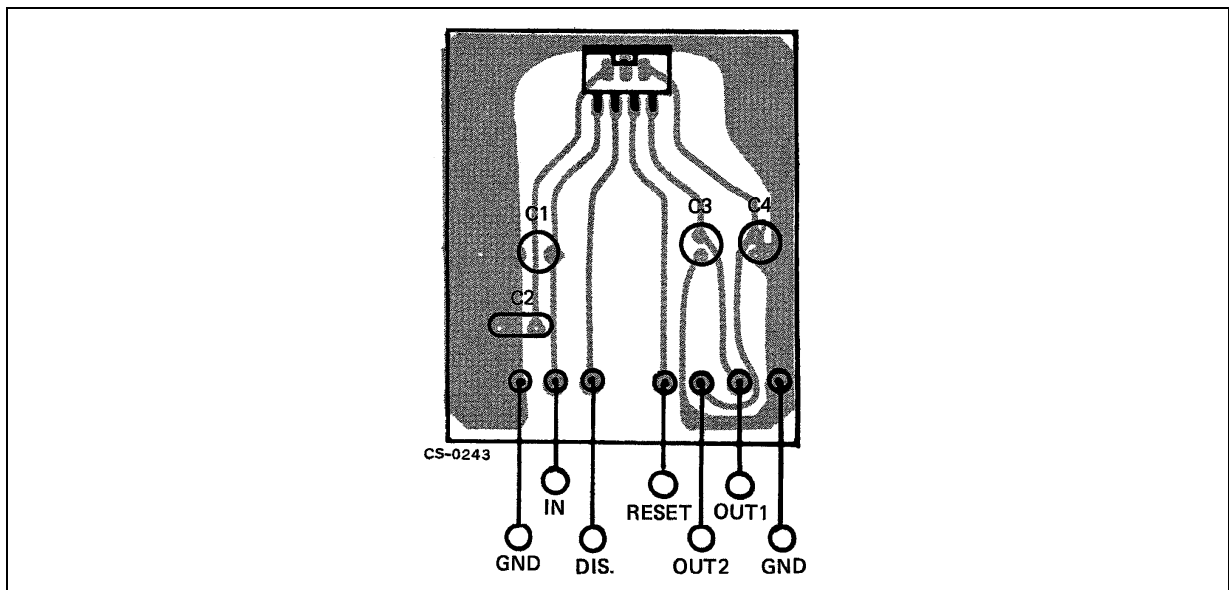 C1
C3
C4
C2
CS-0243
IN
RESET
OUT1
GND
DIS.
OUT2
GND